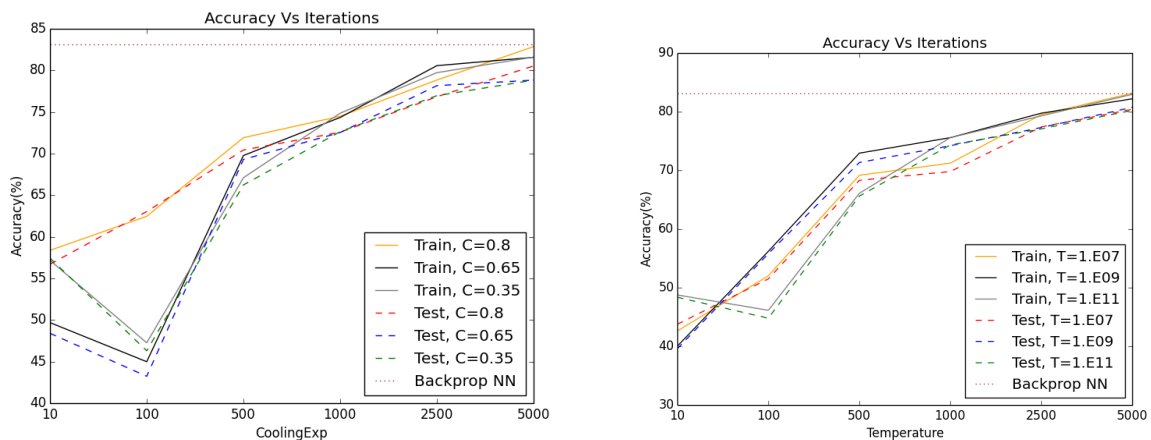 Accuracy Vs Iterations
85
80
75
70
65
60
55
50
45
40
Accuracy(%)
Train, C=0.8
Train, C=0.65
Train, C=0.35
Test, C=0.8
Test, C=0.65
Test, C=0.35
Backprop NN
10 100 500 1000 2500 5000
CoolingExp
Accuracy Vs Iterations
90
80
70
60
50
40
30
Accuracy(%)
Train, T=1.E07
Train, T=1.E09
Train, T=1.E11
Test, T=1.E07
Test, T=1.E09
Test, T=1.E11
Backprop NN
10 100 500 1000 2500 5000
Temperature